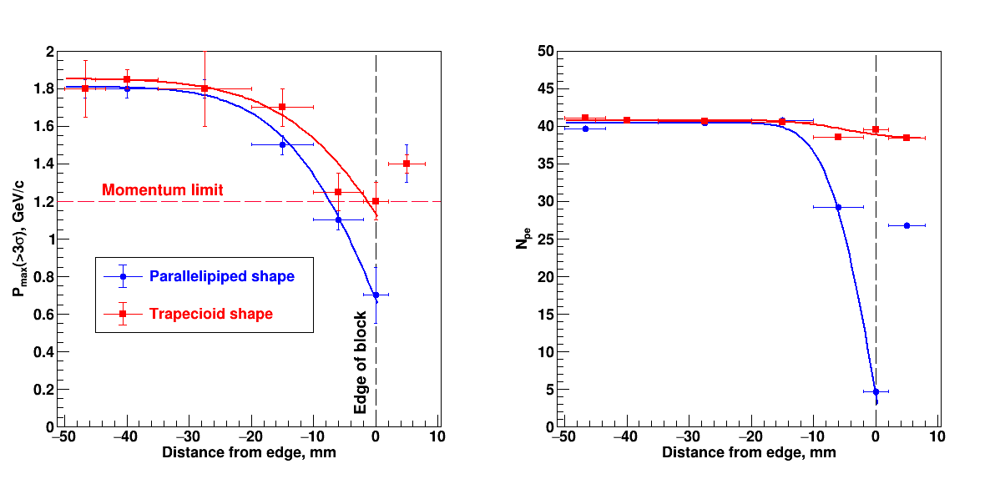 P_max(>3σ), GeV/c
2
1.8
1.6
1.4
1.2
1
0.8
0.6
0.4
0.2
0
Momentum limit
Parallelipiped shape
Trapecioid shape
Edge of block
−50 −40 −30 −20 −10 0 10
Distance from edge, mm
N_pe
50
45
40
35
30
25
20
15
10
5
0
−50 −40 −30 −20 −10 0 10
Distance from edge, mm